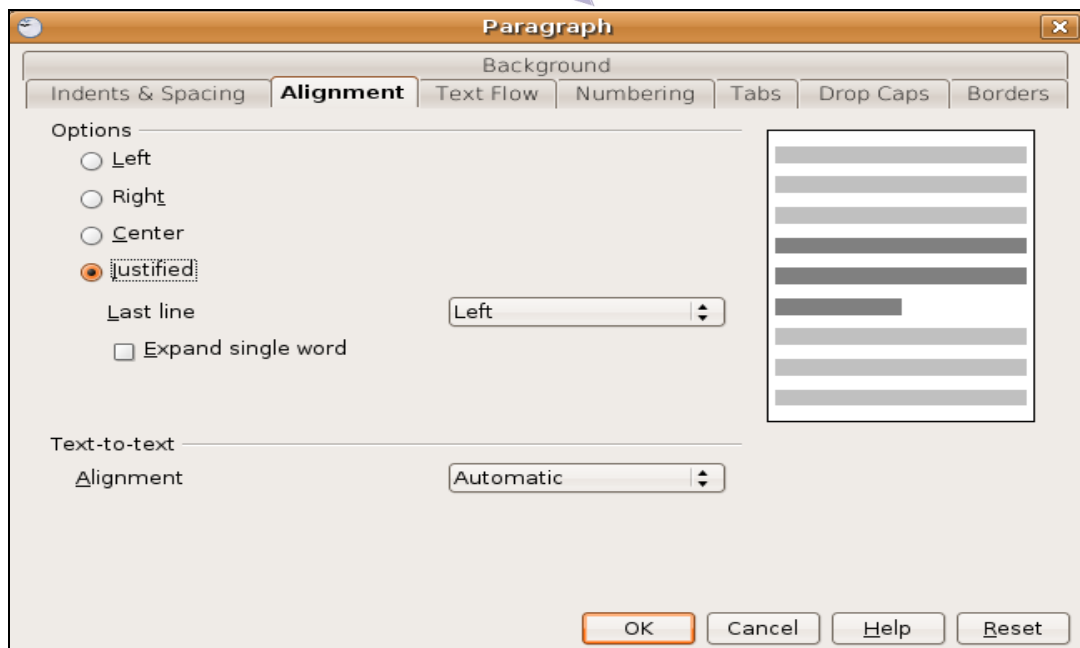 Paragraph
Background
Indents & Spacing Alignment Text Flow Numbering Tabs Drop Caps Borders
Options
Left
Right
Center
Justified
Last line Left
Expand single word
Text-to-text
Alignment Automatic
OK Cancel Help Reset